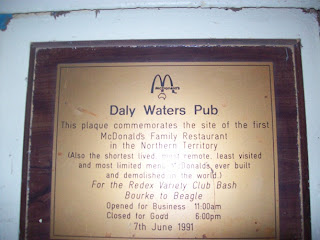 McDonald's
Daly Waters Pub
This plaque commemorates the site of the first
McDonald's Family Restaurant
in the Northern Territory
(Also the shortest lived, most remote, least visited
and most limited menu McDonald's ever built
and demolished in the world.)
For the Redex Variety Club Bash
Bourke to Beagle
Opened for Business 11:00am
Closed for Good 6:00pm
7th June 1991